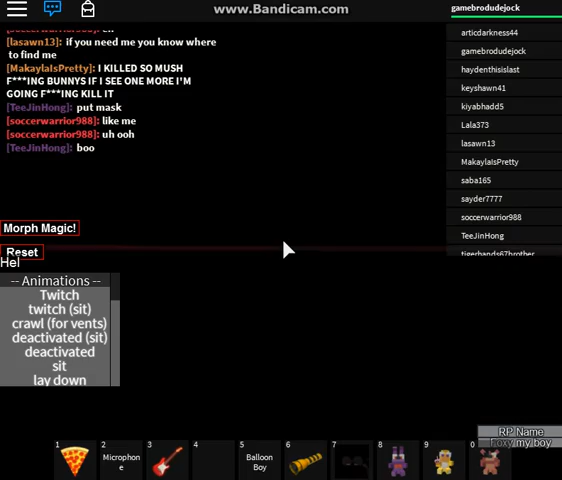 www.Bandicam.com
gamebrodudejock
[lasawn13]: if you need me you know where
to find me
[MakaylaIsPretty]: I KILLED SO MUSH
F***ING BUNNYS IF I SEE ONE MORE I'M
GOING F***ING KILL IT
[TeeJinHong]: put mask
[soccerwarrior988]: like me
[soccerwarrior988]: uh ooh
[TeeJinHong]: boo
articdarkness44
gamebrodudejock
haydenthisislast
keyshawn41
kiyabhadd5
Lala373
lasawn13
MakaylaIsPretty
saba165
sayder7777
soccerwarrior988
TeeJinHong
tigerhands67brother
Morph Magic!
Reset
Hel
-- Animations --
Twitch
twitch (sit)
crawl (for vents)
deactivated (sit)
deactivated
sit
lay down
RP Name
Foxy my boy
1
2
3
4
5
6
7
8
9
0
Microphon
e
Balloon
Boy